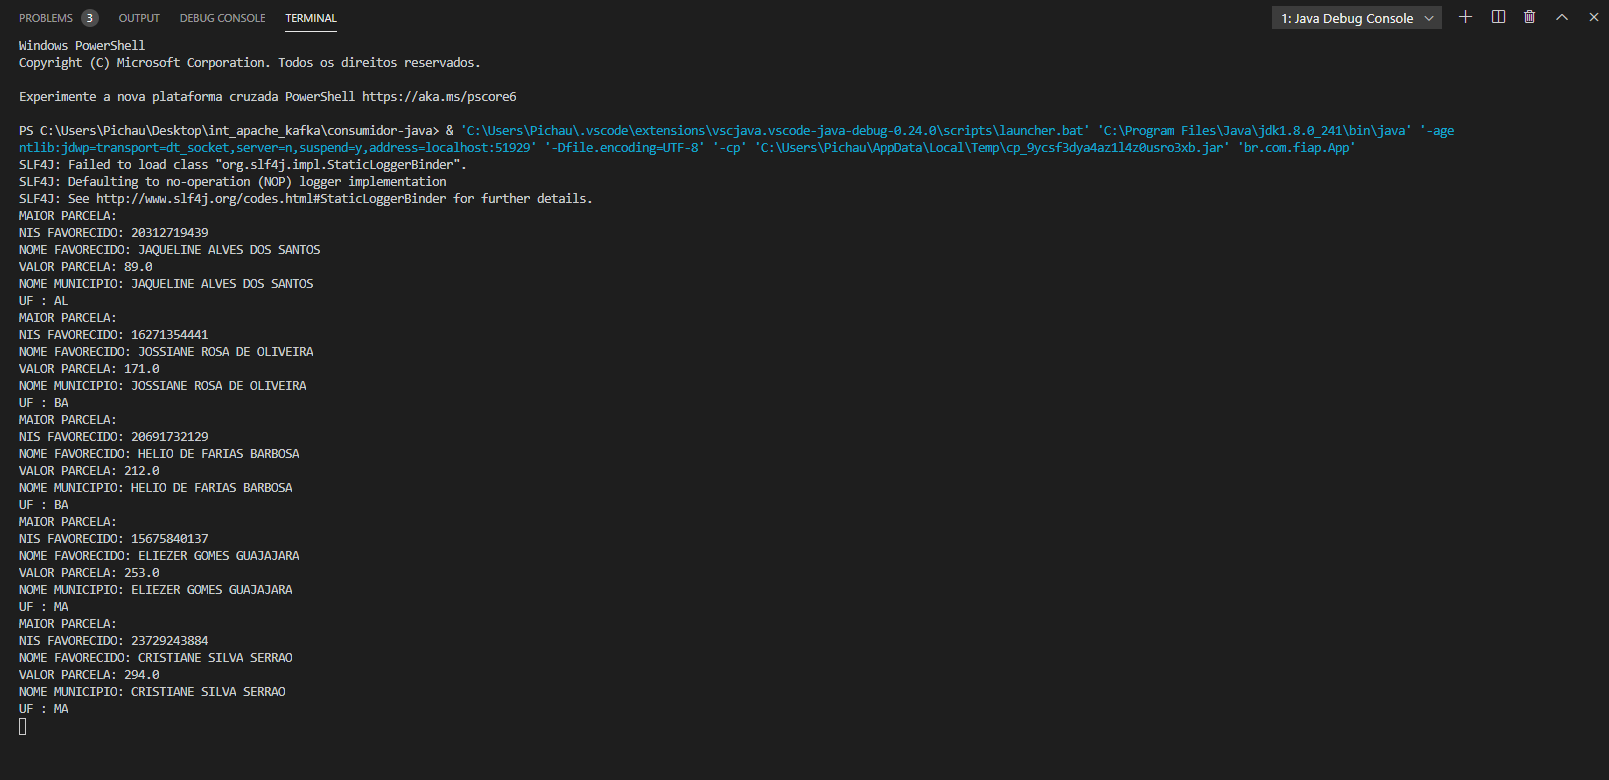 PROBLEMS 3 OUTPUT DEBUG CONSOLE TERMINAL 1: Java Debug Console
Windows PowerShell
Copyright (C) Microsoft Corporation. Todos os direitos reservados.
Experimente a nova plataforma cruzada PowerShell https://aka.ms/pscore6
PS C:\Users\Pichau\Desktop\int_apache_kafka\consumidor-java> & 'C:\Users\Pichau\.vscode\extensions\vscjava.vscode-java-debug-0.24.0\scripts\launcher.bat' 'C:\Program Files\Java\jdk1.8.0_241\bin\java' '-age
ntlib:jdwp=transport=dt_socket,server=n,suspend=y,address=localhost:51929' '-Dfile.encoding=UTF-8' '-cp' 'C:\Users\Pichau\AppData\Local\Temp\cp_9ycsf3dya4az1l4z0usro3xb.jar' 'br.com.fiap.App'
SLF4J: Failed to load class "org.slf4j.impl.StaticLoggerBinder".
SLF4J: Defaulting to no-operation (NOP) logger implementation
SLF4J: See http://www.slf4j.org/codes.html#StaticLoggerBinder for further details.
MAIOR PARCELA:
NIS FAVORECIDO: 20312719439
NOME FAVORECIDO: JAQUELINE ALVES DOS SANTOS
VALOR PARCELA: 89.0
NOME MUNICIPIO: JAQUELINE ALVES DOS SANTOS
UF : AL
MAIOR PARCELA:
NIS FAVORECIDO: 16271354441
NOME FAVORECIDO: JOSSIANE ROSA DE OLIVEIRA
VALOR PARCELA: 171.0
NOME MUNICIPIO: JOSSIANE ROSA DE OLIVEIRA
UF : BA
MAIOR PARCELA:
NIS FAVORECIDO: 20691732129
NOME FAVORECIDO: HELIO DE FARIAS BARBOSA
VALOR PARCELA: 212.0
NOME MUNICIPIO: HELIO DE FARIAS BARBOSA
UF : BA
MAIOR PARCELA:
NIS FAVORECIDO: 15675840137
NOME FAVORECIDO: ELIEZER GOMES GUAJAJARA
VALOR PARCELA: 253.0
NOME MUNICIPIO: ELIEZER GOMES GUAJAJARA
UF : MA
MAIOR PARCELA:
NIS FAVORECIDO: 23729243884
NOME FAVORECIDO: CRISTIANE SILVA SERRAO
VALOR PARCELA: 294.0
NOME MUNICIPIO: CRISTIANE SILVA SERRAO
UF : MA